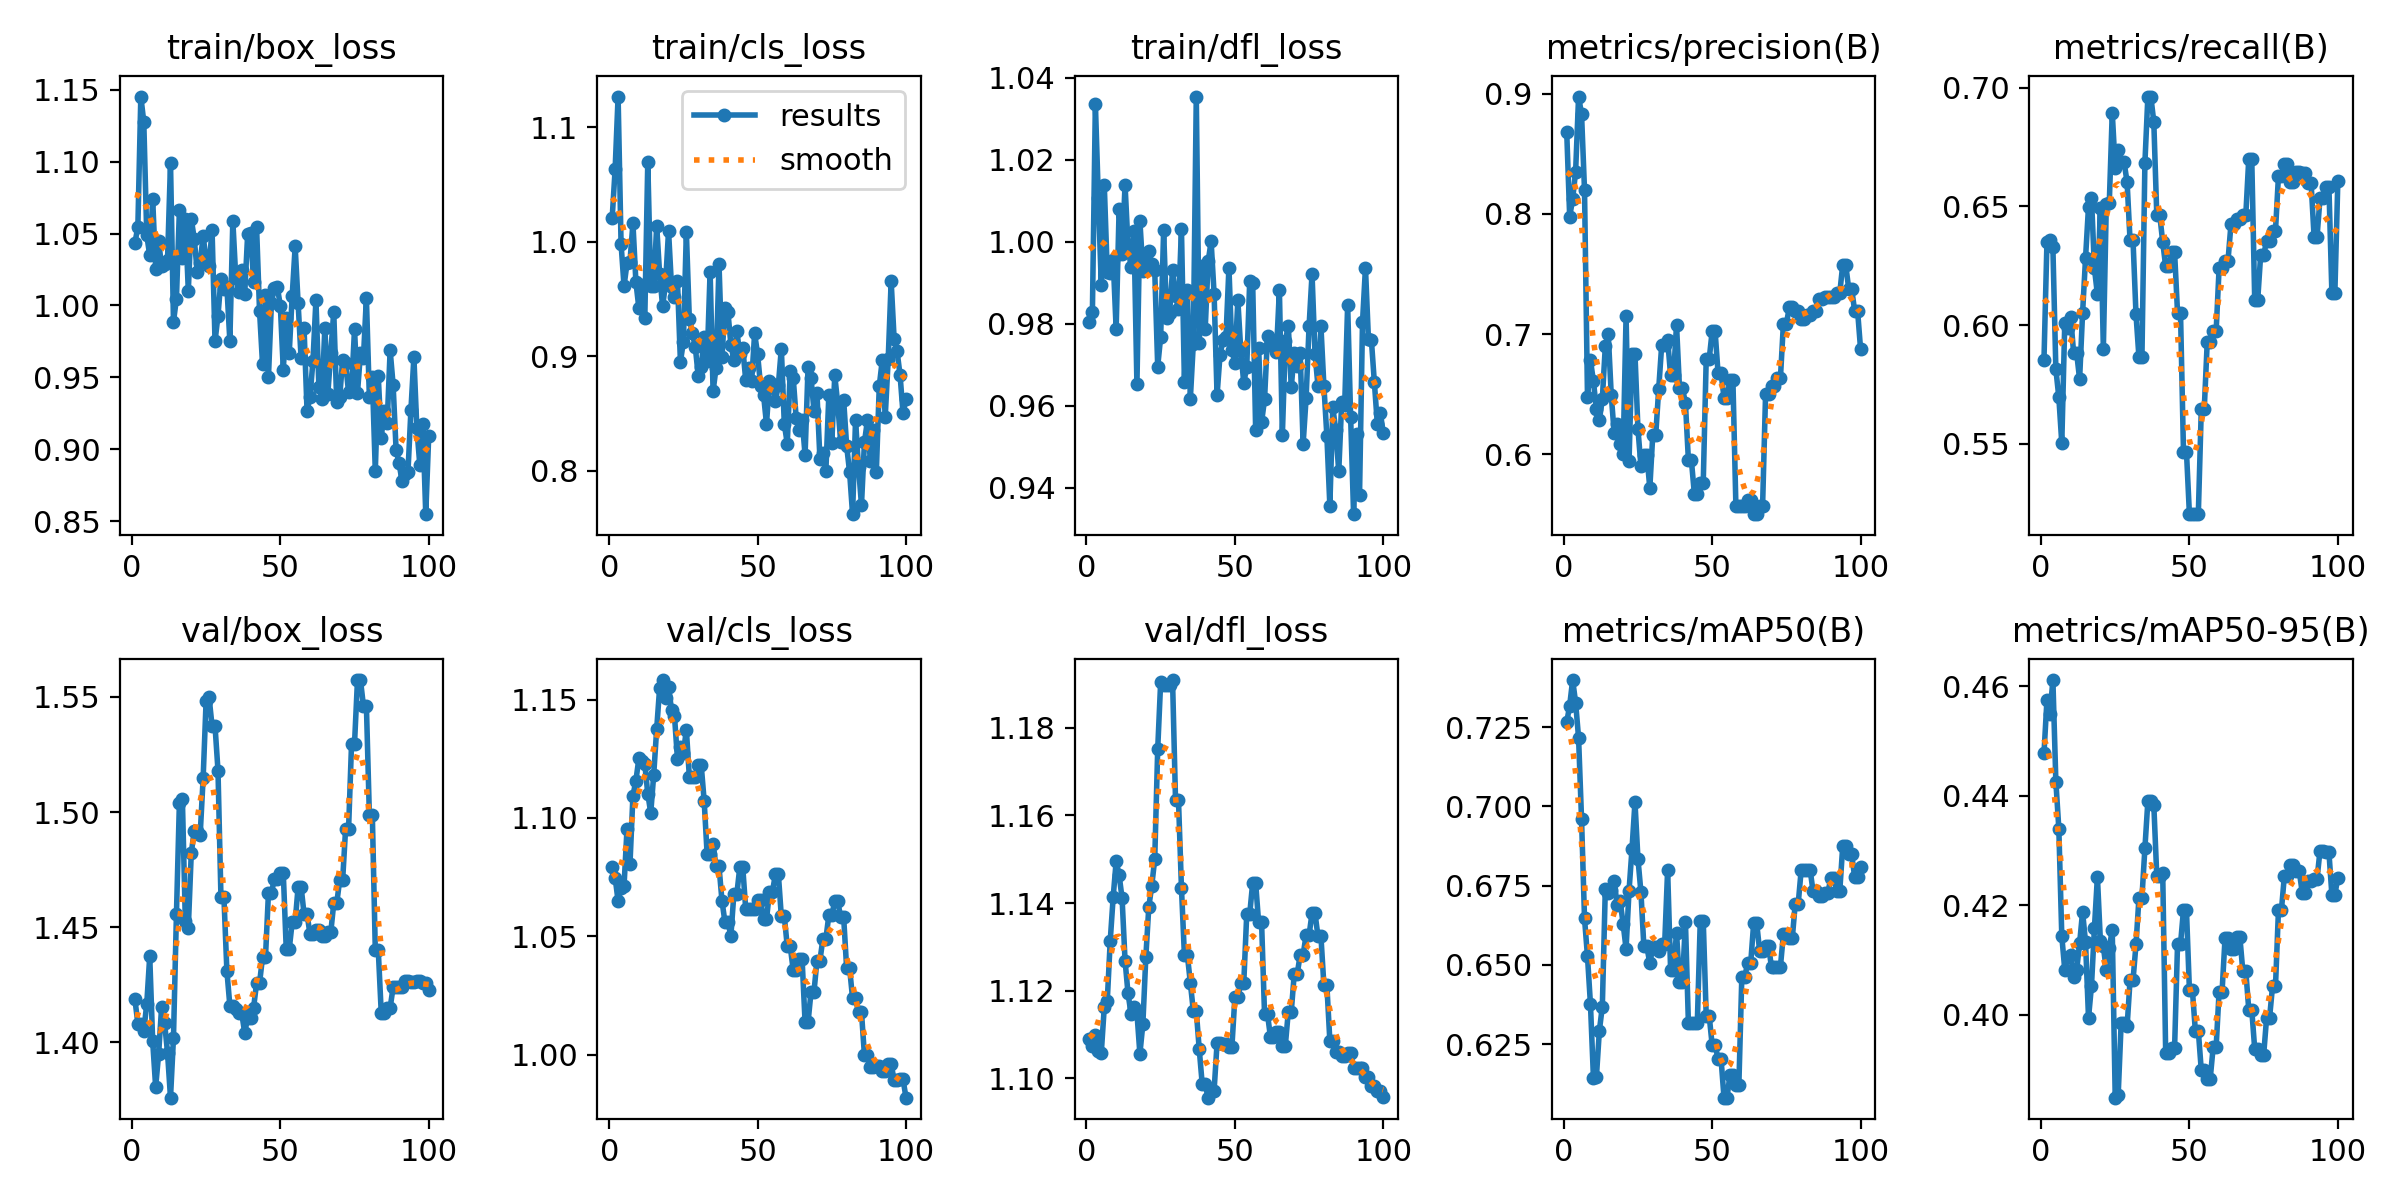 train/box_loss
1.15
1.10
1.05
1.00
0.95
0.90
0.85
0 50 100
train/cls_loss
results
smooth
1.1
1.0
0.9
0.8
0 50 100
train/dfl_loss
1.04
1.02
1.00
0.98
0.96
0.94
0 50 100
metrics/precision(B)
0.9
0.8
0.7
0.6
0 50 100
metrics/recall(B)
0.70
0.65
0.60
0.55
0 50 100
val/box_loss
1.55
1.50
1.45
1.40
0 50 100
val/cls_loss
1.15
1.10
1.05
1.00
0 50 100
val/dfl_loss
1.18
1.16
1.14
1.12
1.10
0 50 100
metrics/mAP50(B)
0.725
0.700
0.675
0.650
0.625
0 50 100
metrics/mAP50-95(B)
0.46
0.44
0.42
0.40
0 50 100